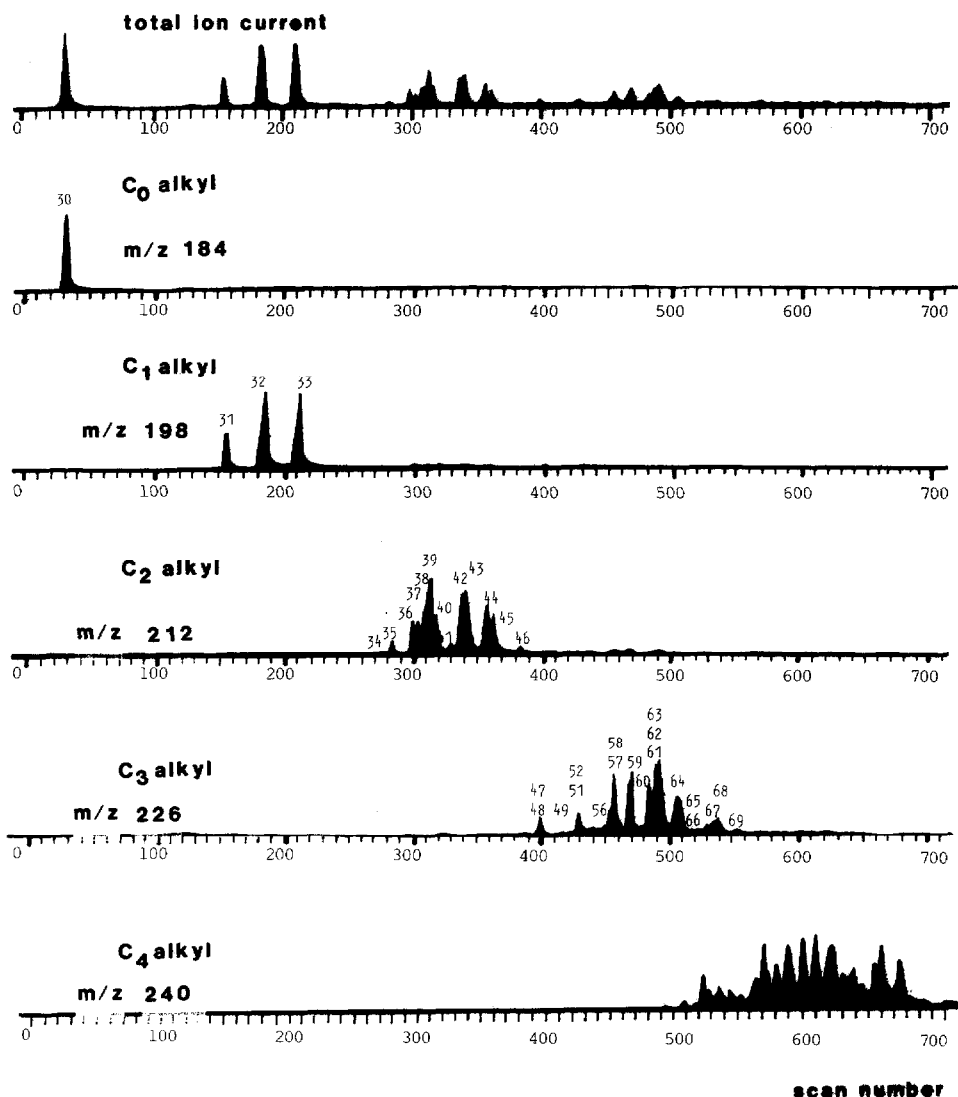 total ion current
0 100 200 300 400 500 600 700
C0 alkyl
30
m/z 184
0 100 200 300 400 500 600 700
C1 alkyl
31 32 33
m/z 198
0 100 200 300 400 500 600 700
C2 alkyl
39
38 42 43
37 44
36 40 45
34 35 46
m/z 212
0 100 200 300 400 500 600 700
C3 alkyl
63
62
58 61
52 57 59 60 64
47 51 65 68
48 49 56 66 67 69
m/z 226
0 100 200 300 400 500 600 700
C4 alkyl
m/z 240
0 100 200 300 400 500 600 700
scan number